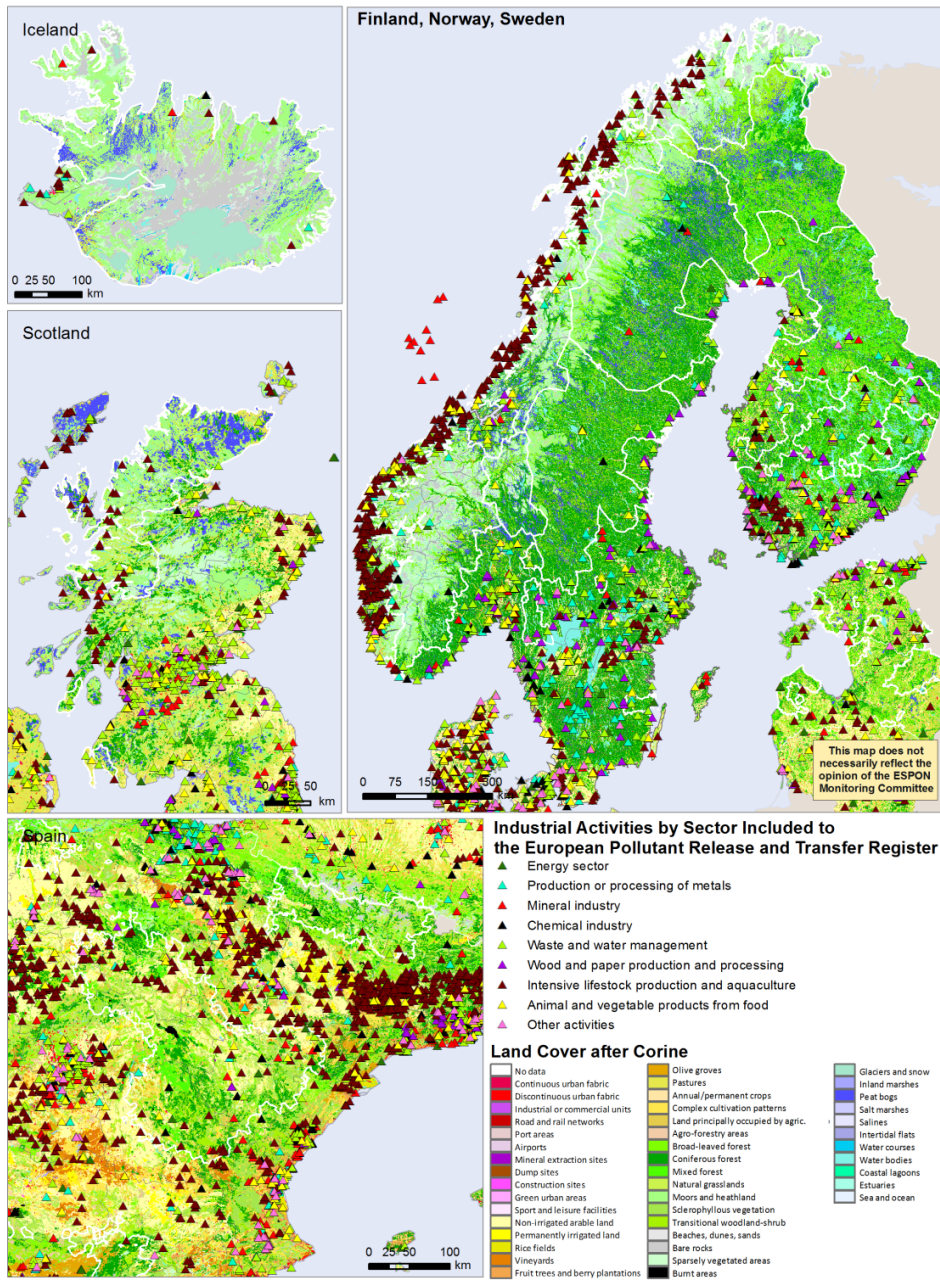 Iceland
0 25 50 100
km
Finland, Norway, Sweden
Scotland
0 25 50
km
0 75 150 300
km
This map does not
necessarily reflect the
opinion of the ESPON
Monitoring Committee
Spain
0 25 50 100
km
Industrial Activities by Sector Included to
the European Pollutant Release and Transfer Register
Energy sector
Production or processing of metals
Mineral industry
Chemical industry
Waste and water management
Wood and paper production and processing
Intensive livestock production and aquaculture
Animal and vegetable products from food
Other activities
Land Cover after Corine
No data
Continuous urban fabric
Discontinuous urban fabric
Industrial or commercial units
Road and rail networks
Port areas
Airports
Mineral extraction sites
Dump sites
Construction sites
Green urban areas
Sport and leisure facilities
Non-irrigated arable land
Permanently irrigated land
Rice fields
Vineyards
Fruit trees and berry plantations
Olive groves
Pastures
Annual/permanent crops
Complex cultivation patterns
Land principally occupied by agric.
Agro-forestry areas
Broad-leaved forest
Coniferous forest
Mixed forest
Natural grasslands
Moors and heathland
Sclerophyllous vegetation
Transitional woodland-shrub
Beaches, dunes, sands
Bare rocks
Sparsely vegetated areas
Burnt areas
Glaciers and snow
Inland marshes
Peat bogs
Salt marshes
Salines
Intertidal flats
Water courses
Water bodies
Coastal lagoons
Estuaries
Sea and ocean